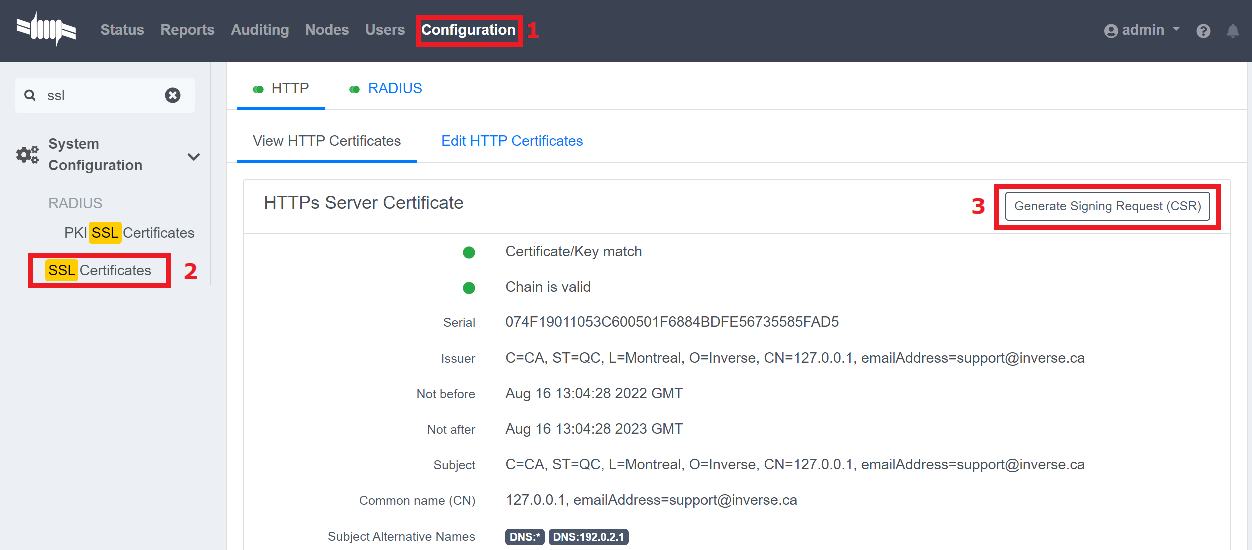 Status Reports Auditing Nodes Users Configuration 1 admin
ssl
System
Configuration
RADIUS
PKI SSL Certificates
SSL Certificates 2
HTTP RADIUS
View HTTP Certificates Edit HTTP Certificates
HTTPs Server Certificate 3 Generate Signing Request (CSR)
Certificate/Key match
Chain is valid
Serial 074F19011053C600501F6884BDFE56735585FAD5
Issuer C=CA, ST=QC, L=Montreal, O=Inverse, CN=127.0.0.1, emailAddress=support@inverse.ca
Not before Aug 16 13:04:28 2022 GMT
Not after Aug 16 13:04:28 2023 GMT
Subject C=CA, ST=QC, L=Montreal, O=Inverse, CN=127.0.0.1, emailAddress=support@inverse.ca
Common name (CN) 127.0.0.1, emailAddress=support@inverse.ca
Subject Alternative Names DNS:* DNS:192.0.2.1